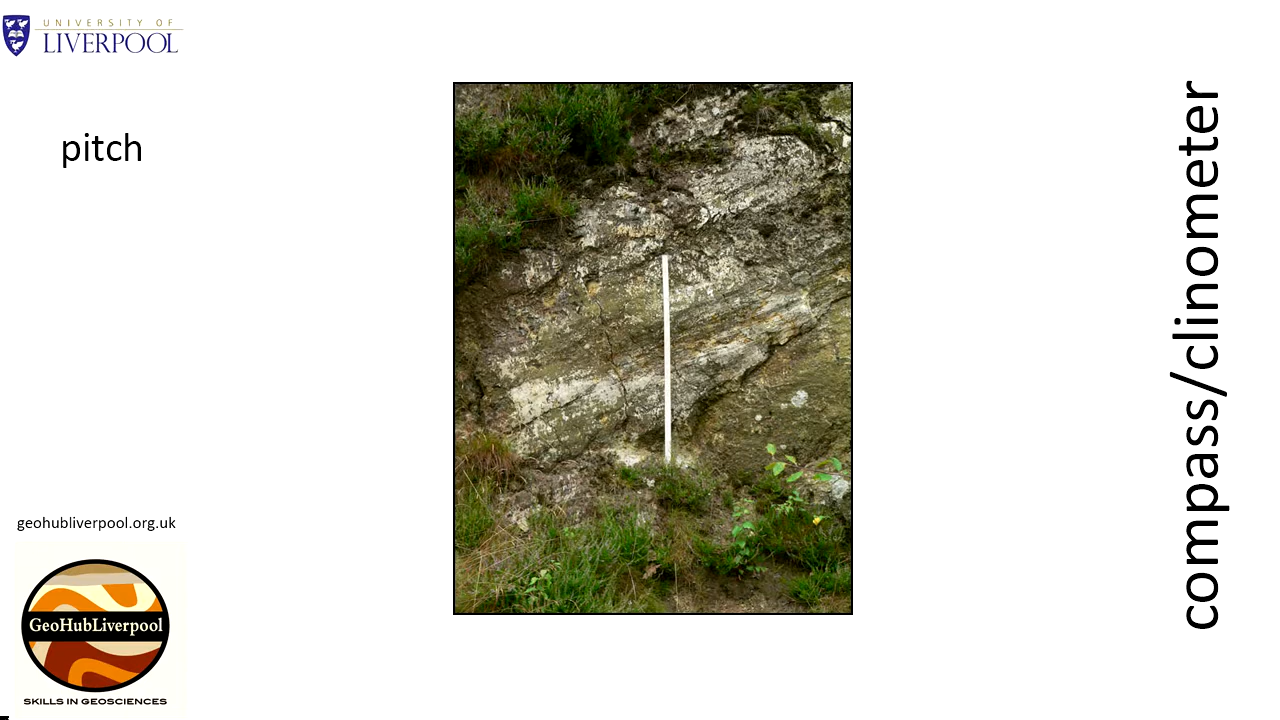 UNIVERSITY OF
LIVERPOOL
pitch
compass/clinometer
geohubliverpool.org.uk
GeoHubLiverpool
SKILLS IN GEOSCIENCES